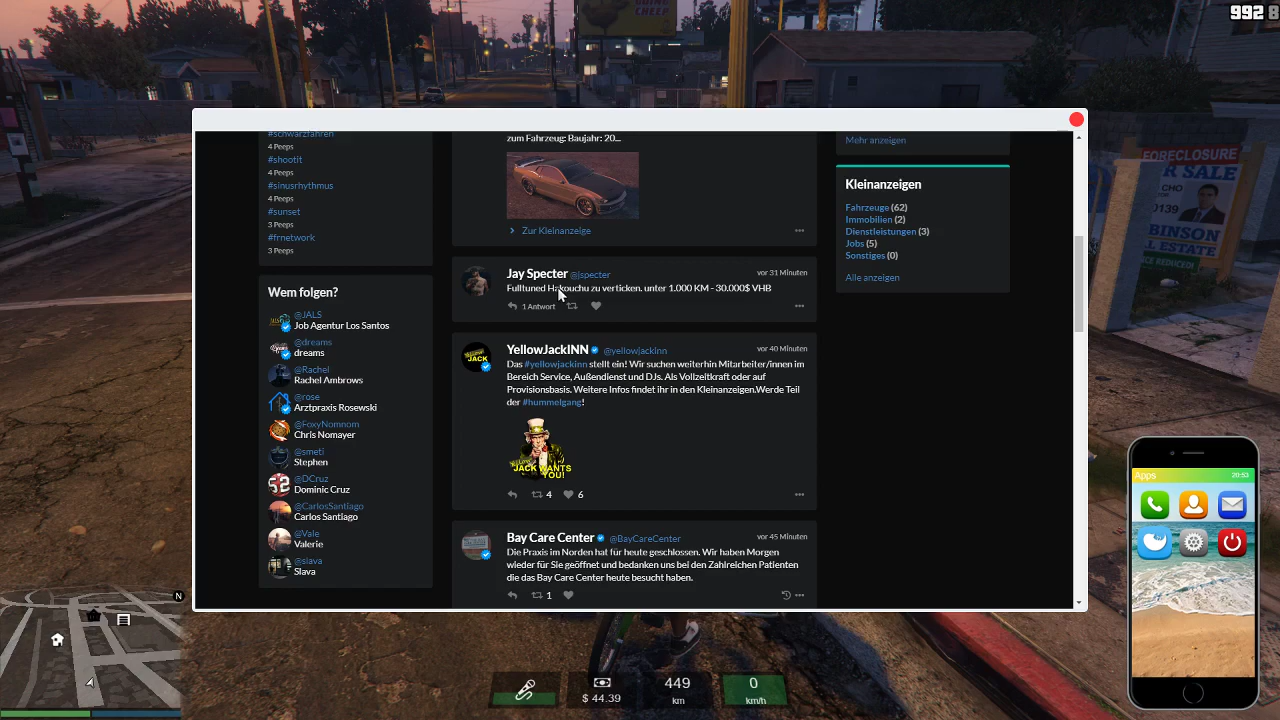 992
GOING
CHEEP
FORECLOSURE
R SALE
CHO
0139
BINSON
AL ESTATE
ICE REDUCED!
#schwarzfahren
4 Peeps
#shootit
4 Peeps
#sinusrhythmus
4 Peeps
#sunset
3 Peeps
#frnetwork
3 Peeps
Wem folgen?
@JALS
Job Agentur Los Santos
@dreams
dreams
@Rachel
Rachel Ambrows
@rose
Arztpraxis Rosewski
@FoxyNomnom
Chris Nomayer
@smeti
Stephen
@DCruz
Dominic Cruz
@CarlosSantiago
Carlos Santiago
@Vale
Valerie
@slava
Slava
zum Fahrzeug: Baujahr: 20...
Zur Kleinanzeige
Jay Specter @jspecter vor 31 Minuten
Fulltuned Hakouchu zu verticken. unter 1.000 KM - 30.000$ VHB
1 Antwort
YellowJackINN @yellowjackinn vor 40 Minuten
Das #yellowjackinn stellt ein! Wir suchen weiterhin Mitarbeiter/innen im
Bereich Service, Außendienst und DJs. Als Vollzeitkraft oder auf
Provisionsbasis. Weitere Infos findet ihr in den Kleinanzeigen.Werde Teil
der #hummelgang!
JACK WANTS
YOU!
4 6
Bay Care Center @BayCareCenter vor 45 Minuten
Die Praxis im Norden hat für heute geschlossen. Wir haben Morgen
wieder für Sie geöffnet und bedanken uns bei den Zahlreichen Patienten
die das Bay Care Center heute besucht haben.
1
Mehr anzeigen
Kleinanzeigen
Fahrzeuge (62)
Immobilien (2)
Dienstleistungen (3)
Jobs (5)
Sonstiges (0)
Alle anzeigen
Apps 20:53
N
$ 44.39
449
km
0
km/h